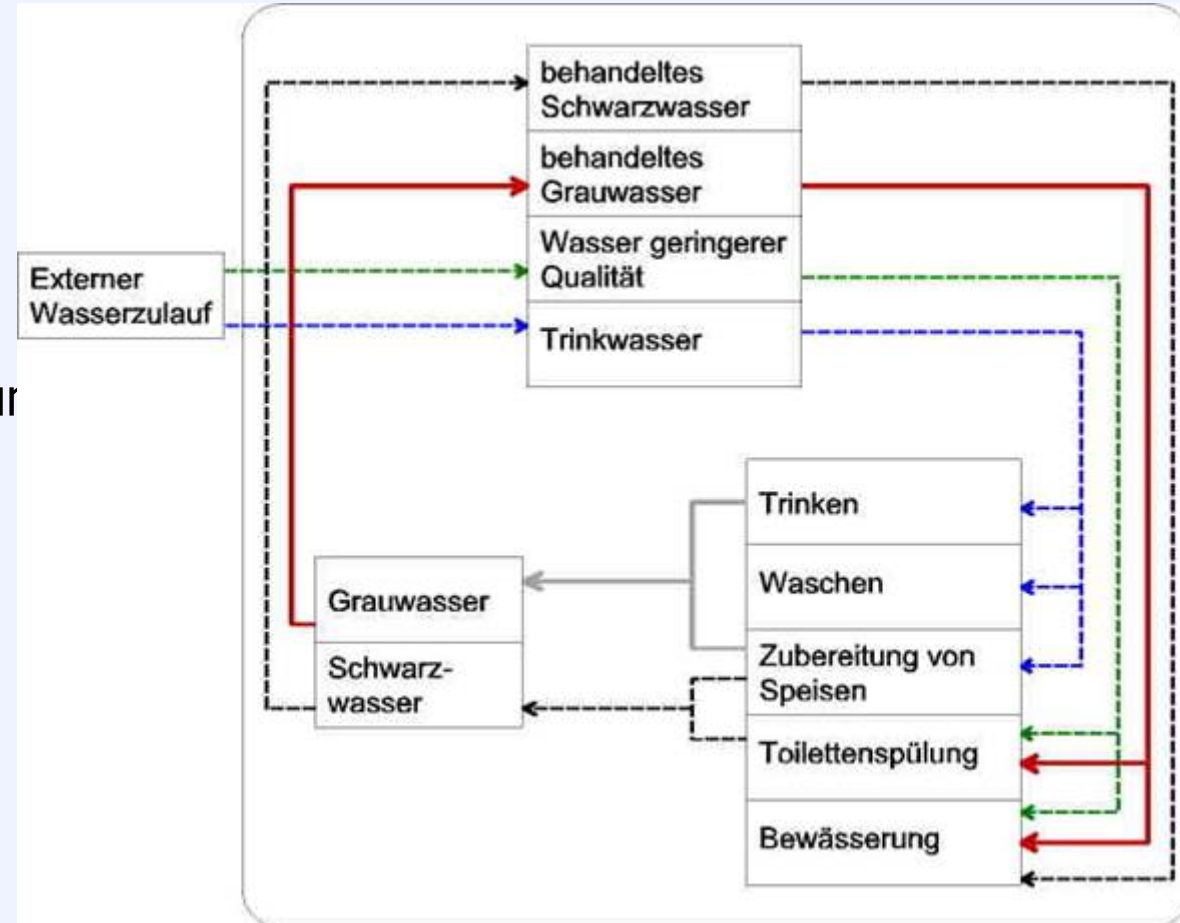 behandeltes
Schwarzwasser
behandeltes
Grauwasser
Wasser geringerer
Qualität
Trinkwasser
Externer
Wasserzulauf
Trinken
Waschen
Zubereitung von
Speisen
Toilettenspülung
Bewässerung
Grauwasser
Schwarz-
wasser